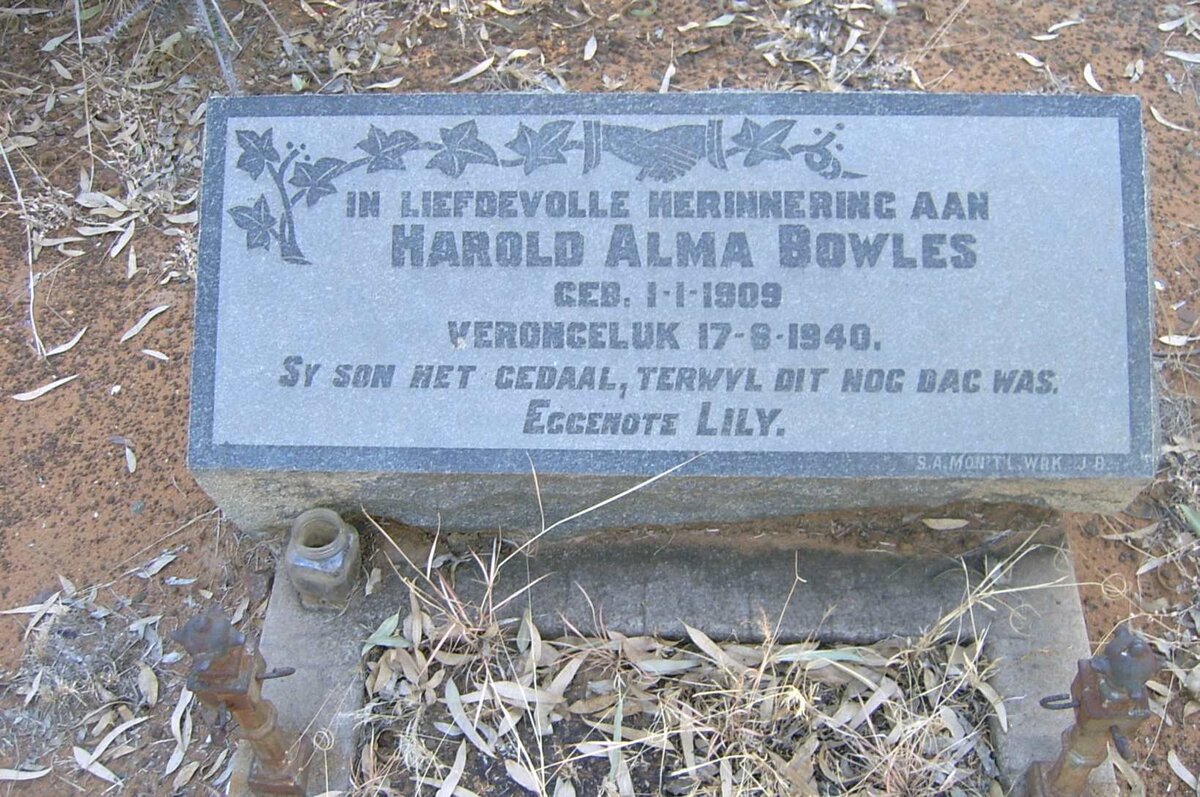 IN LIEFDEVOLLE HERINNERING AAN
HAROLD ALMA BOWLES
GEB. 1-1-1909
VERONGELUK 17-8-1940.
SY SON HET GEDAAL, TERWYL DIT NOG DAG WAS.
EGGENOTE LILY.
S.A. MON'T'L. WRK. J.B.